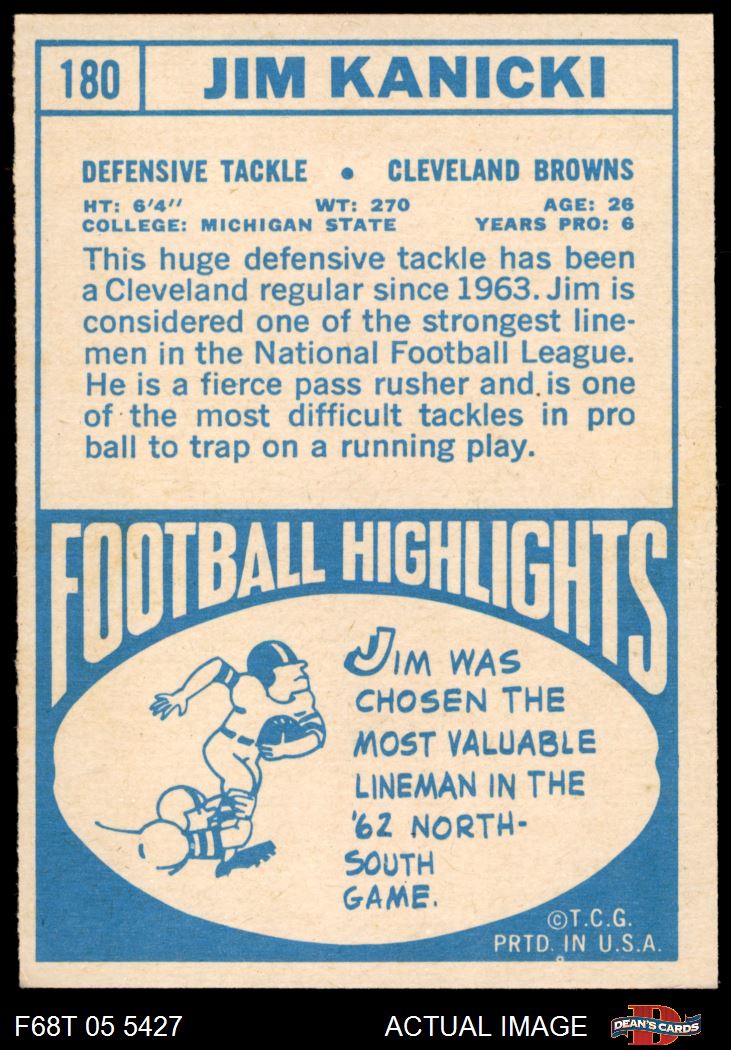 180 JIM KANICKI
DEFENSIVE TACKLE • CLEVELAND BROWNS
HT: 6'4" WT: 270 AGE: 26
COLLEGE: MICHIGAN STATE YEARS PRO: 6
This huge defensive tackle has been
a Cleveland regular since 1963. Jim is
considered one of the strongest line-
men in the National Football League.
He is a fierce pass rusher and is one
of the most difficult tackles in pro
ball to trap on a running play.
FOOTBALL HIGHLIGHTS
JIM WAS
CHOSEN THE
MOST VALUABLE
LINEMAN IN THE
'62 NORTH-
SOUTH
GAME.
©T.C.G.
PRTD. IN U.S.A.
F68T 05 5427 ACTUAL IMAGE
D
DEAN'S CARDS